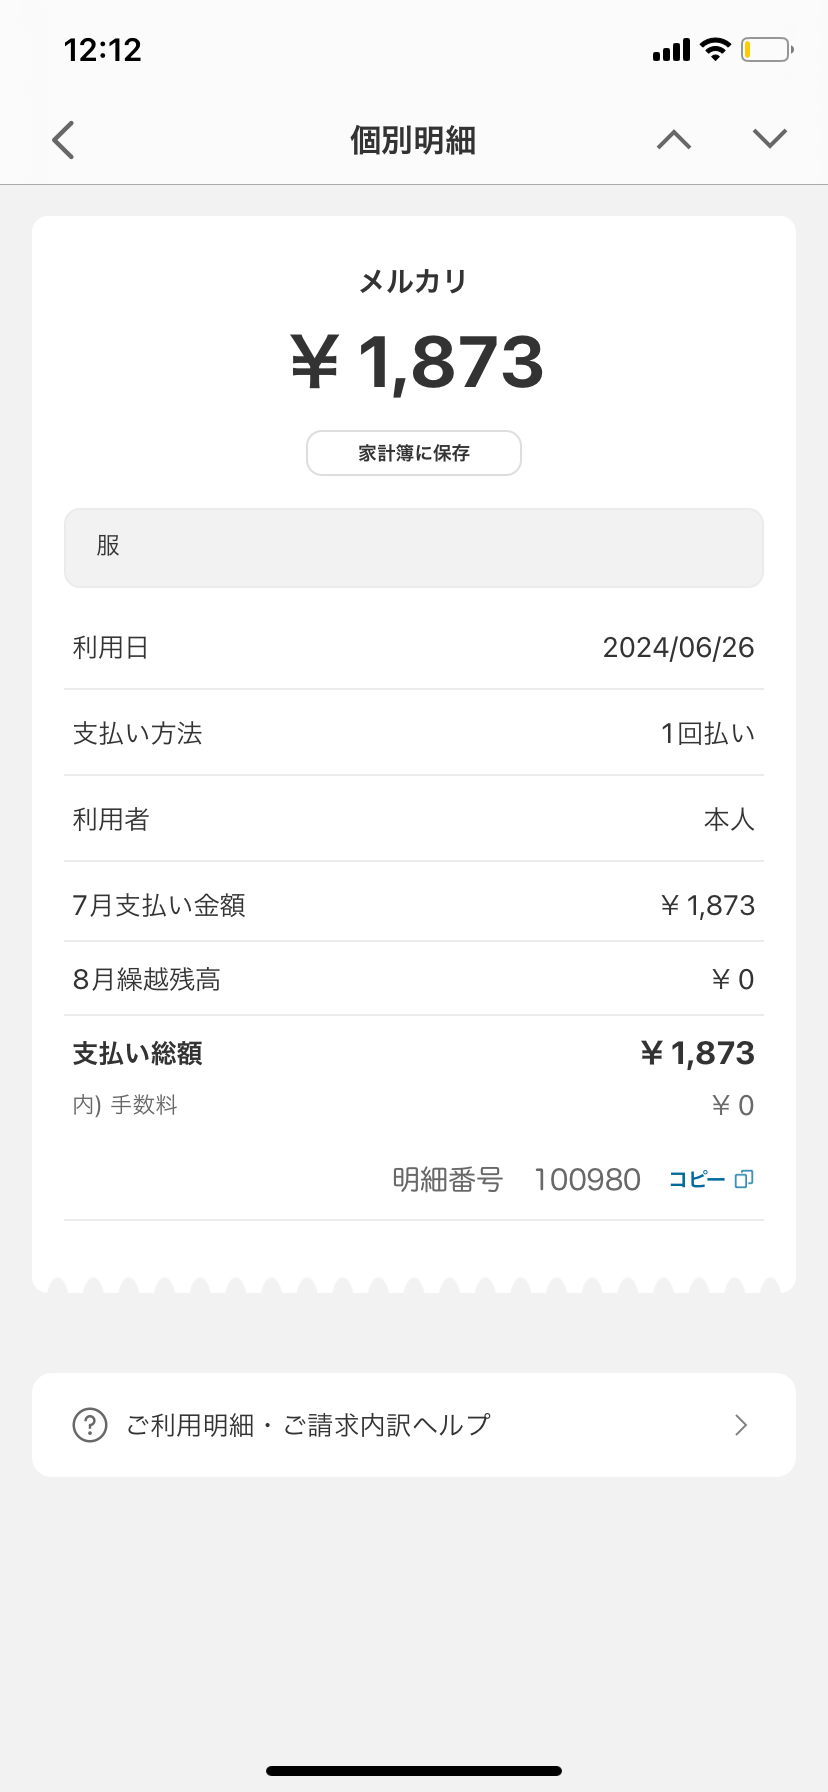 12:12
個別明細
メルカリ
￥1,873
家計簿に保存
服
利用日 2024/06/26
支払い方法 1回払い
利用者 本人
7月支払い金額 ￥1,873
8月繰越残高 ￥0
支払い総額 ￥1,873
内) 手数料 ￥0
明細番号 100980 コピー
? ご利用明細・ご請求内訳ヘルプ